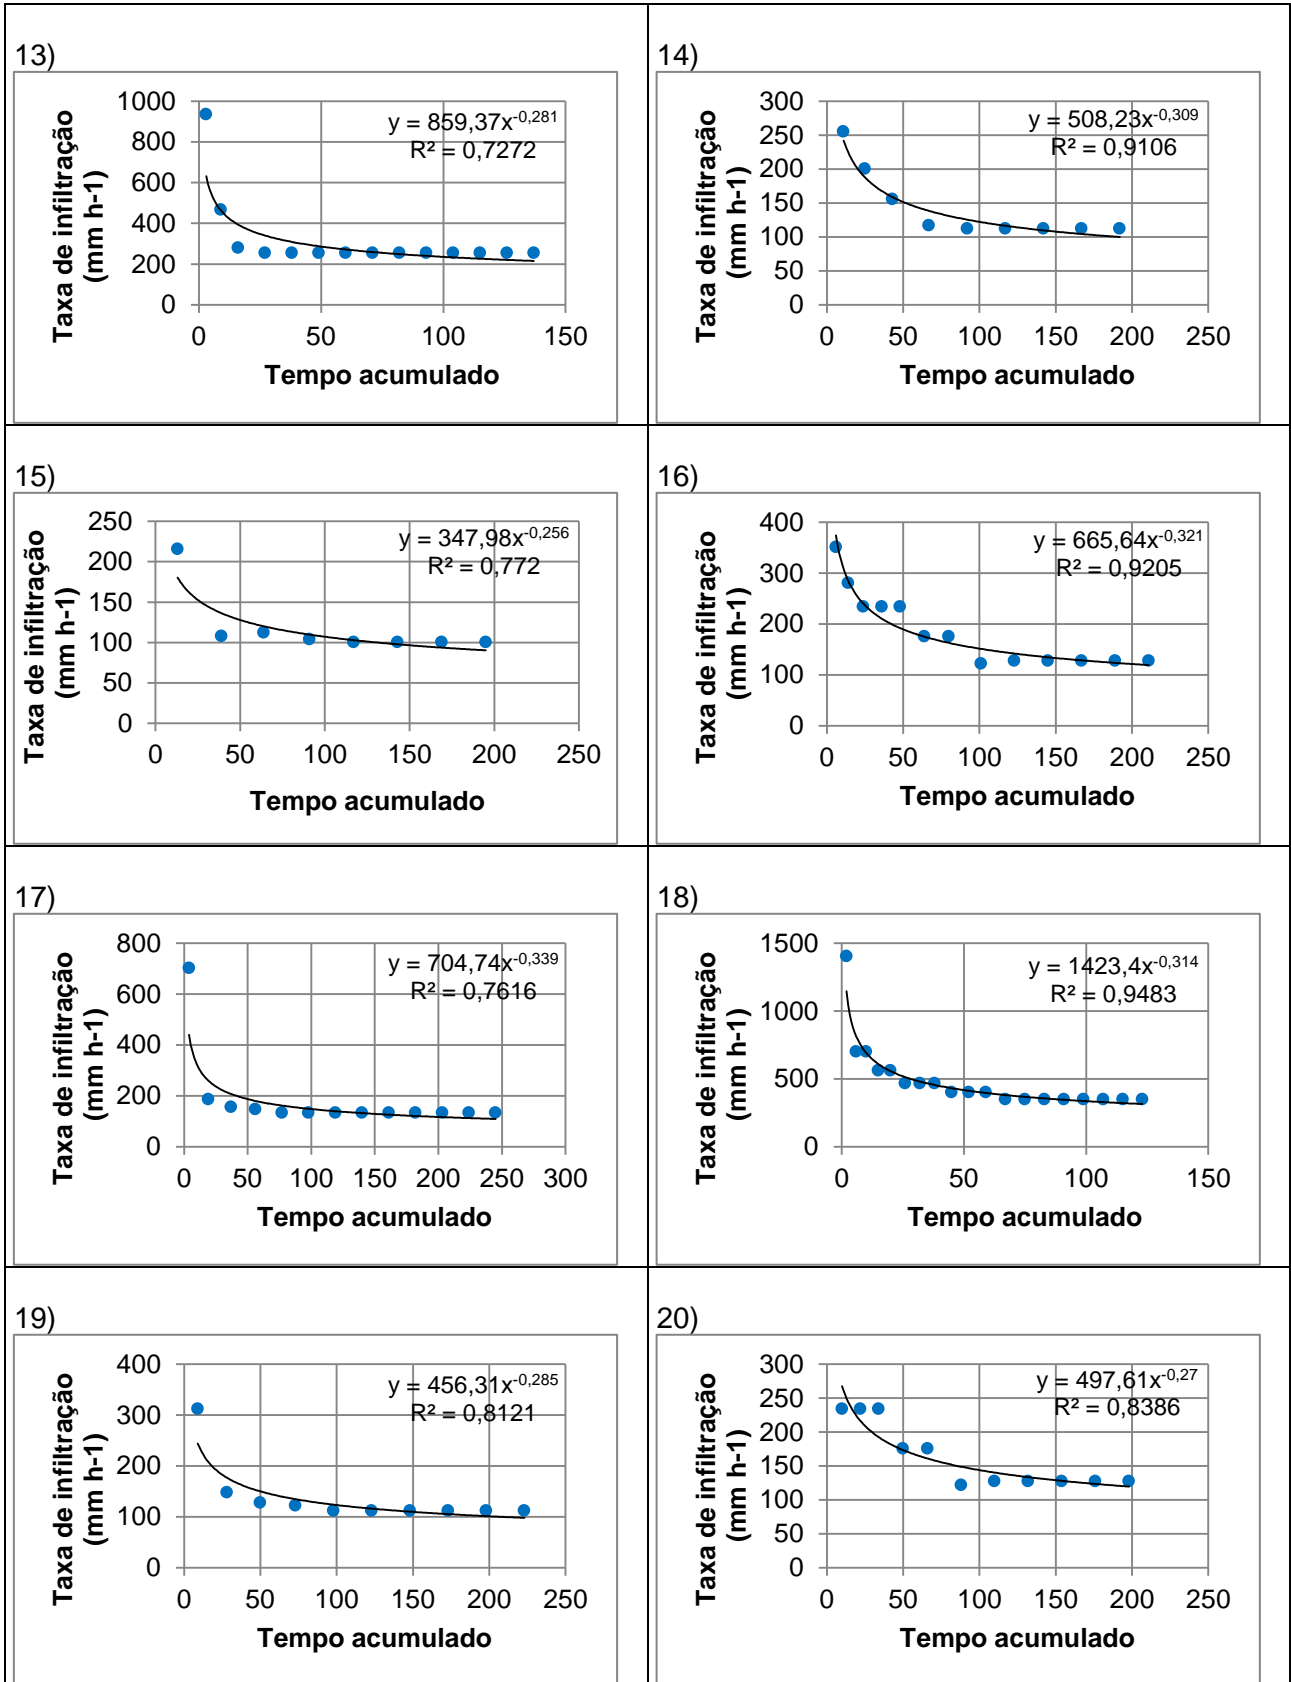 13)
Taxa de infiltração
(mm h-1)
1000
800
600
400
200
0
0 50 100 150
y = 859,37x-0,281
R² = 0,7272
Tempo acumulado
14)
Taxa de infiltração
(mm h-1)
300
250
200
150
100
50
0
0 50 100 150 200 250
y = 508,23x-0,309
R² = 0,9106
Tempo acumulado
15)
Taxa de infiltração
(mm h-1)
250
200
150
100
50
0
0 50 100 150 200 250
y = 347,98x-0,256
R² = 0,772
Tempo acumulado
16)
Taxa de infiltração
(mm h-1)
400
300
200
100
0
0 50 100 150 200 250
y = 665,64x-0,321
R² = 0,9205
Tempo acumulado
17)
Taxa de infiltração
(mm h-1)
800
600
400
200
0
0 50 100 150 200 250 300
y = 704,74x-0,339
R² = 0,7616
Tempo acumulado
18)
Taxa de infiltração
(mm h-1)
1500
1000
500
0
0 50 100 150
y = 1423,4x-0,314
R² = 0,9483
Tempo acumulado
19)
Taxa de infiltração
(mm h-1)
400
300
200
100
0
0 50 100 150 200 250
y = 456,31x-0,285
R² = 0,8121
Tempo acumulado
20)
Taxa de infiltração
(mm h-1)
300
250
200
150
100
50
0
0 50 100 150 200 250
y = 497,61x-0,27
R² = 0,8386
Tempo acumulado